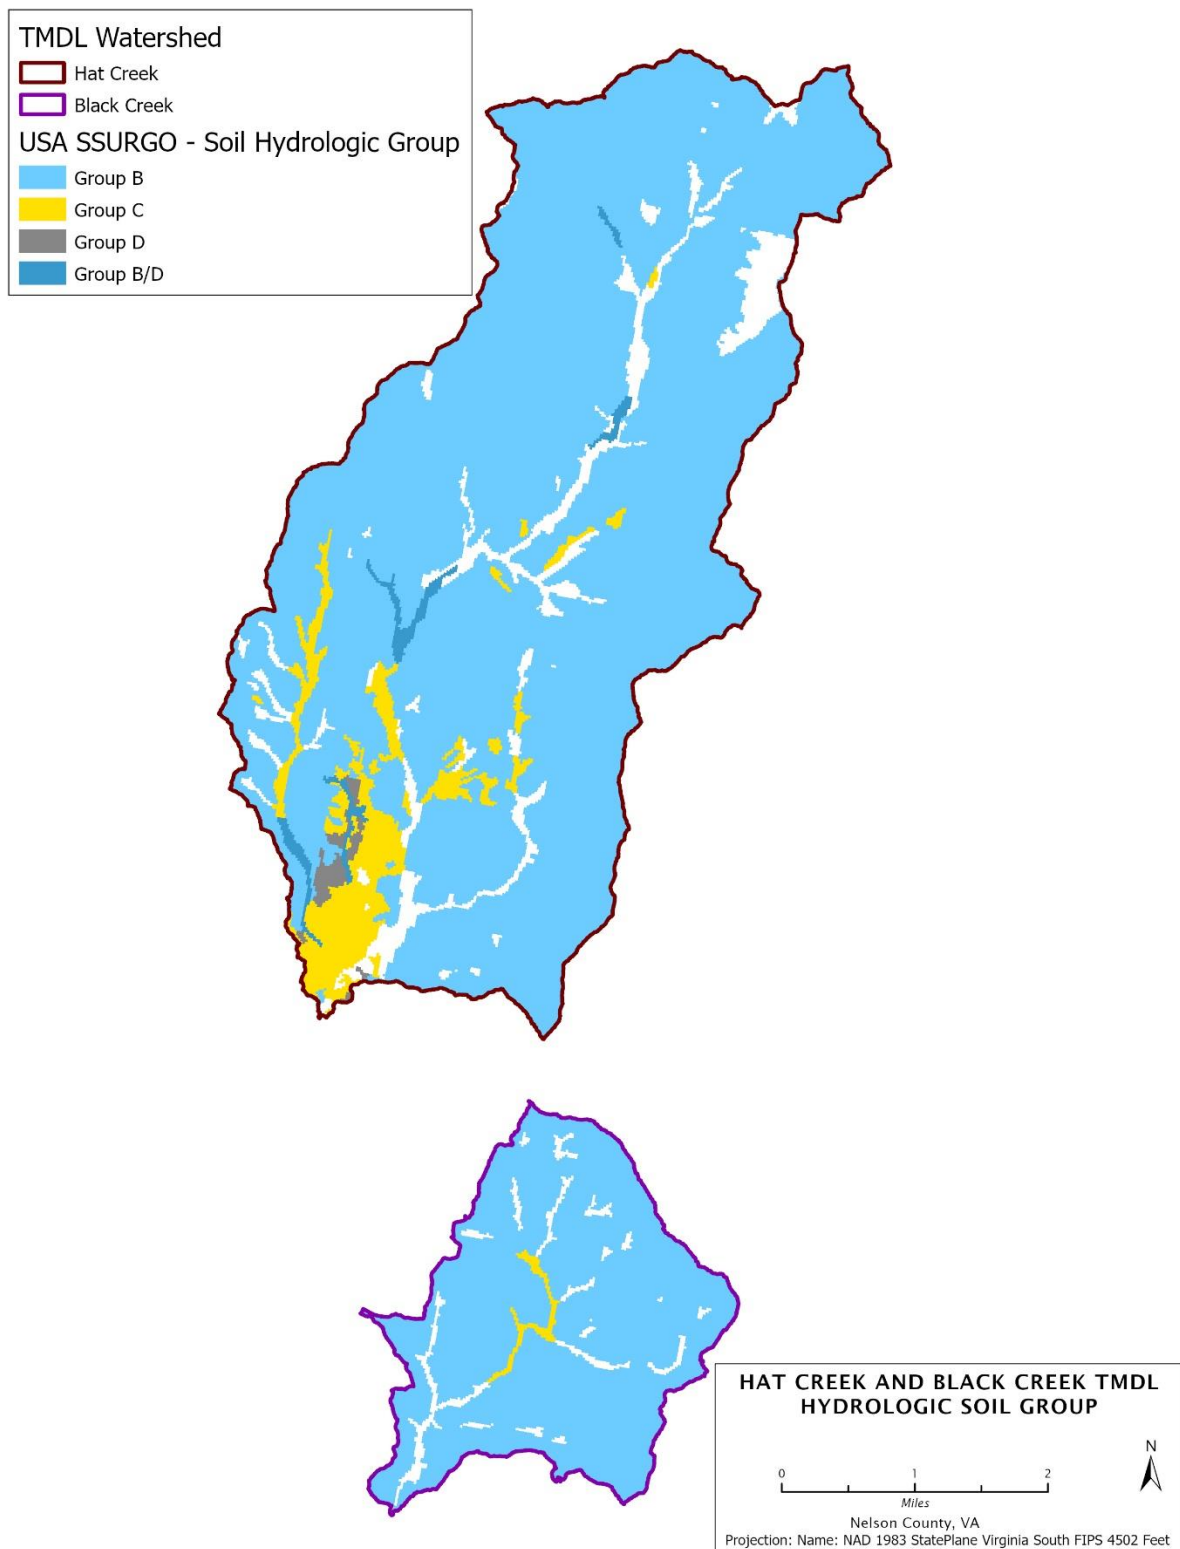 TMDL Watershed
Hat Creek
Black Creek
USA SSURGO - Soil Hydrologic Group
Group B
Group C
Group D
Group B/D
HAT CREEK AND BLACK CREEK TMDL
HYDROLOGIC SOIL GROUP
N
0 1 2
Miles
Nelson County, VA
Projection: Name: NAD 1983 StatePlane Virginia South FIPS 4502 Feet